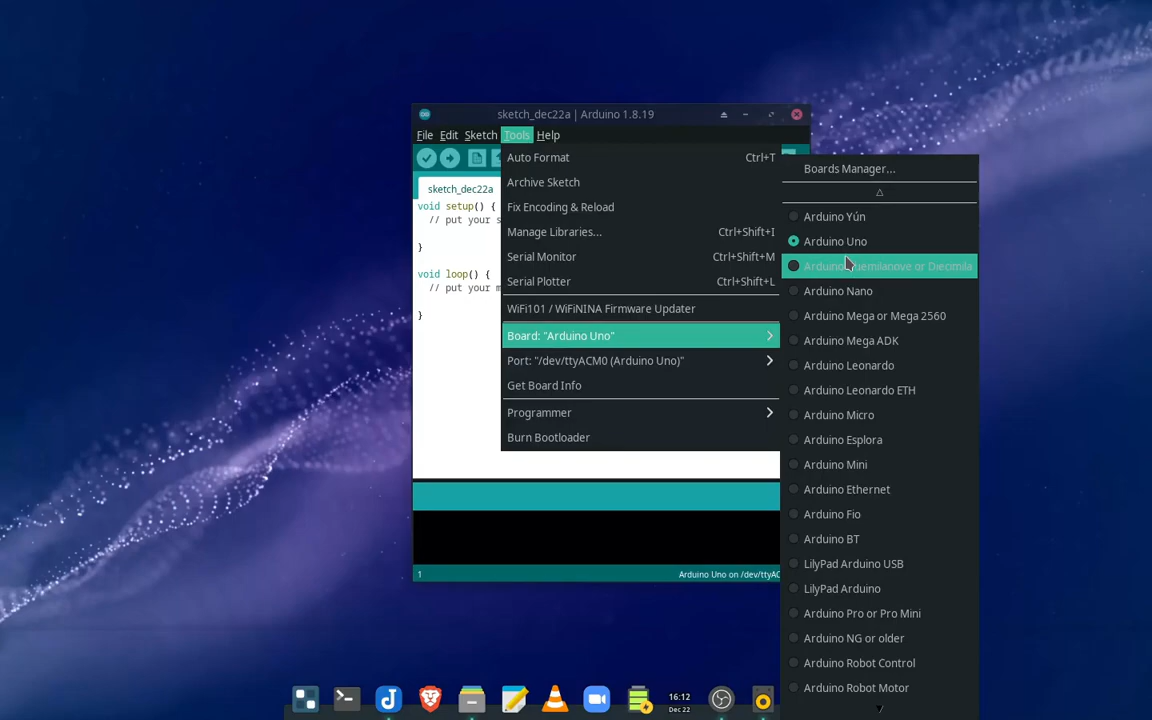 sketch_dec22a | Arduino 1.8.19
File Edit Sketch Tools Help
Auto Format Ctrl+T
Archive Sketch
Fix Encoding & Reload
Manage Libraries... Ctrl+Shift+I
Serial Monitor Ctrl+Shift+M
Serial Plotter Ctrl+Shift+L
WiFi101 / WiFiNINA Firmware Updater
Board: "Arduino Uno"
Port: "/dev/ttyACM0 (Arduino Uno)"
Get Board Info
Programmer
Burn Bootloader
sketch_dec22a
void setup() {
// put your s
}
void loop() {
// put your m
}
1 Arduino Uno on /dev/ttyAC
Boards Manager...
Arduino Yún
Arduino Uno
or Diecimila
Arduino Nano
Arduino Mega or Mega 2560
Arduino Mega ADK
Arduino Leonardo
Arduino Leonardo ETH
Arduino Micro
Arduino Esplora
Arduino Mini
Arduino Ethernet
Arduino Fio
Arduino BT
LilyPad Arduino USB
LilyPad Arduino
Arduino Pro or Pro Mini
Arduino NG or older
Arduino Robot Control
Arduino Robot Motor
16:12
Dec 22